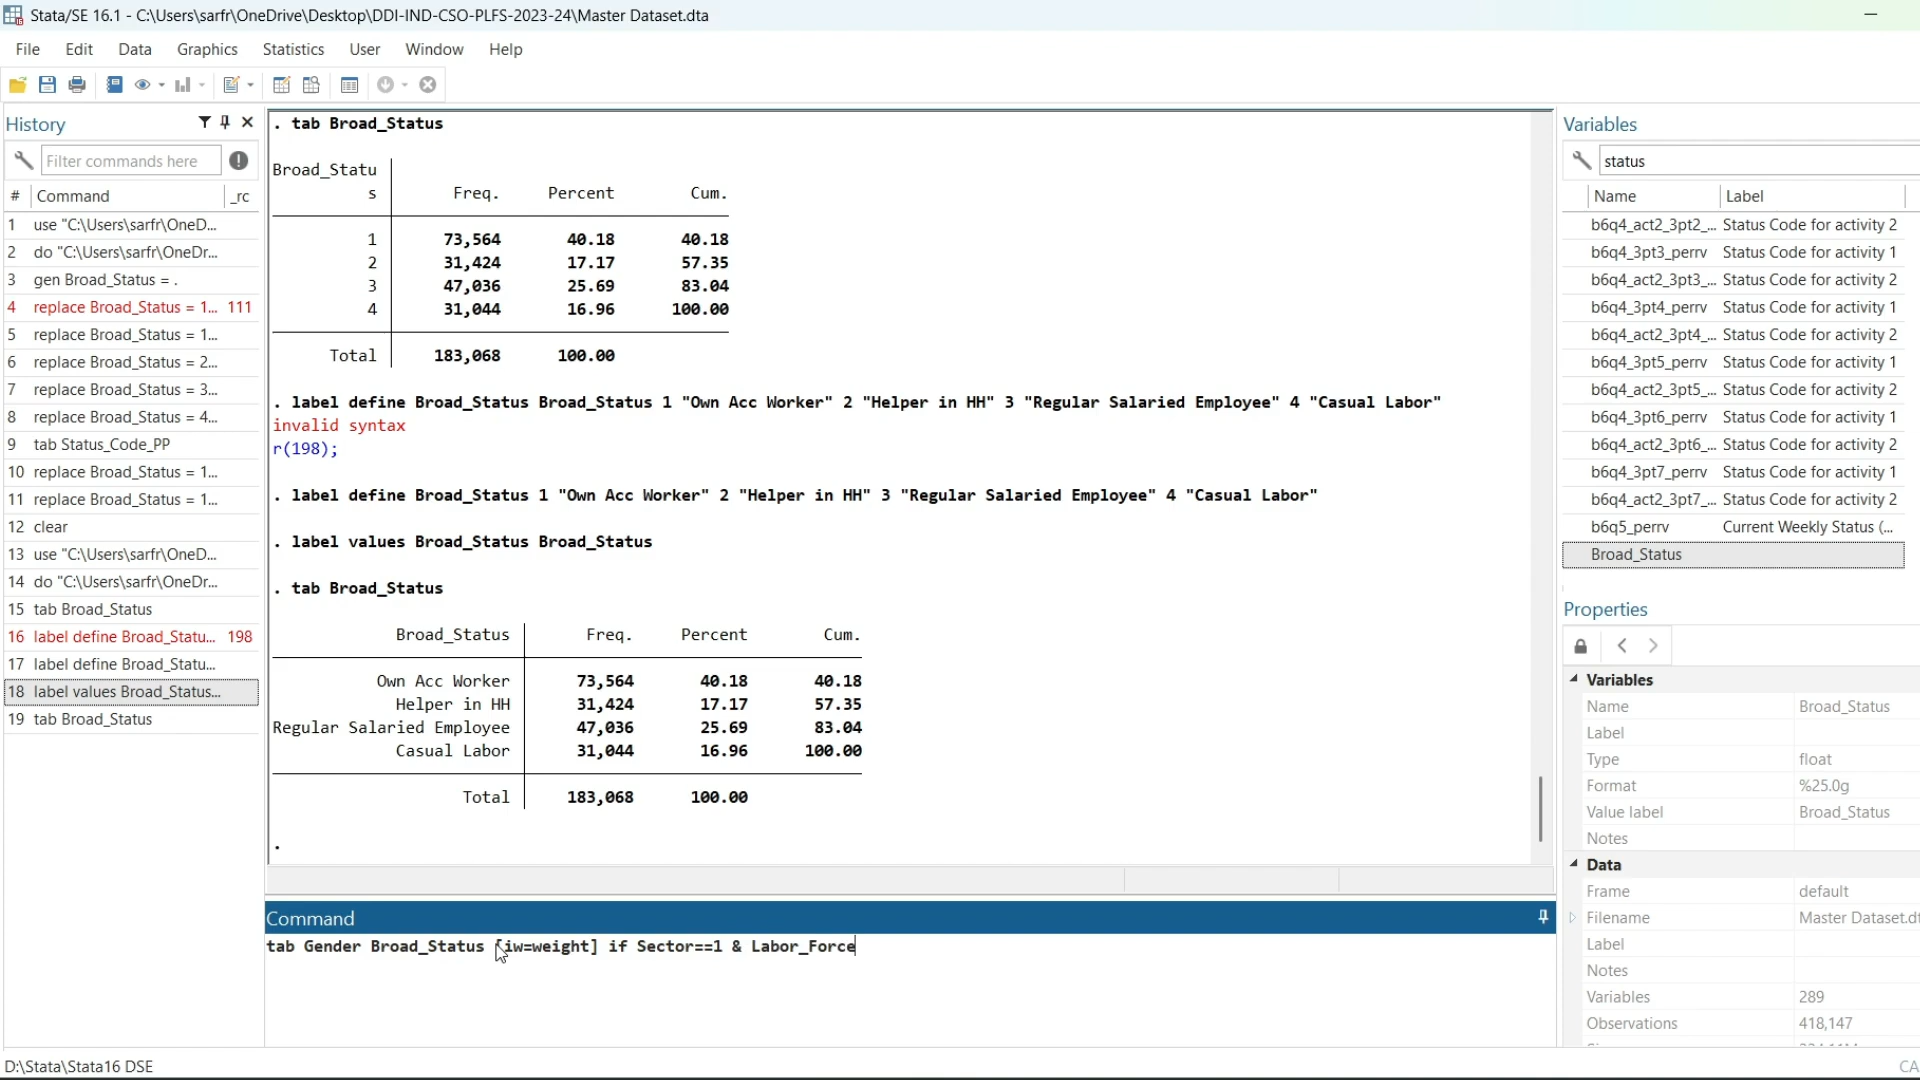 Stata/SE 16.1 - C:\Users\sarfr\OneDrive\Desktop\DDI-IND-CSO-PLFS-2023-24\Master Dataset.dta
File Edit Data Graphics Statistics User Window Help
History
Filter commands here
# Command _rc
1 use "C:\Users\sarfr\OneD...
2 do "C:\Users\sarfr\OneDr...
3 gen Broad_Status = .
4 replace Broad_Status = 1... 111
5 replace Broad_Status = 1...
6 replace Broad_Status = 2...
7 replace Broad_Status = 3...
8 replace Broad_Status = 4...
9 tab Status_Code_PP
10 replace Broad_Status = 1...
11 replace Broad_Status = 1...
12 clear
13 use "C:\Users\sarfr\OneD...
14 do "C:\Users\sarfr\OneDr...
15 tab Broad_Status
16 label define Broad_Statu... 198
17 label define Broad_Statu...
18 label values Broad_Status...
19 tab Broad_Status
. tab Broad_Status
Broad_Statu
s Freq. Percent Cum.
1 73,564 40.18 40.18
2 31,424 17.17 57.35
3 47,036 25.69 83.04
4 31,044 16.96 100.00
Total 183,068 100.00
. label define Broad_Status Broad_Status 1 "Own Acc Worker" 2 "Helper in HH" 3 "Regular Salaried Employee" 4 "Casual Labor"
invalid syntax
r(198);
. label define Broad_Status 1 "Own Acc Worker" 2 "Helper in HH" 3 "Regular Salaried Employee" 4 "Casual Labor"
. label values Broad_Status Broad_Status
. tab Broad_Status
Broad_Status Freq. Percent Cum.
Own Acc Worker 73,564 40.18 40.18
Helper in HH 31,424 17.17 57.35
Regular Salaried Employee 47,036 25.69 83.04
Casual Labor 31,044 16.96 100.00
Total 183,068 100.00
.
Command
tab Gender Broad_Status [iw=weight] if Sector==1 & Labor_Force
Variables
status
Name Label
b6q4_act2_3pt2_... Status Code for activity 2
b6q4_3pt3_perrv Status Code for activity 1
b6q4_act2_3pt3_... Status Code for activity 2
b6q4_3pt4_perrv Status Code for activity 1
b6q4_act2_3pt4_... Status Code for activity 2
b6q4_3pt5_perrv Status Code for activity 1
b6q4_act2_3pt5_... Status Code for activity 2
b6q4_3pt6_perrv Status Code for activity 1
b6q4_act2_3pt6_... Status Code for activity 2
b6q4_3pt7_perrv Status Code for activity 1
b6q4_act2_3pt7_... Status Code for activity 2
b6q5_perrv Current Weekly Status (...
Broad_Status
Properties
Variables
Name Broad_Status
Label
Type float
Format %25.0g
Value label Broad_Status
Notes
Data
Frame default
Filename Master Dataset.dt
Label
Notes
Variables 289
Observations 418,147
D:\Stata\Stata16 DSE
CA